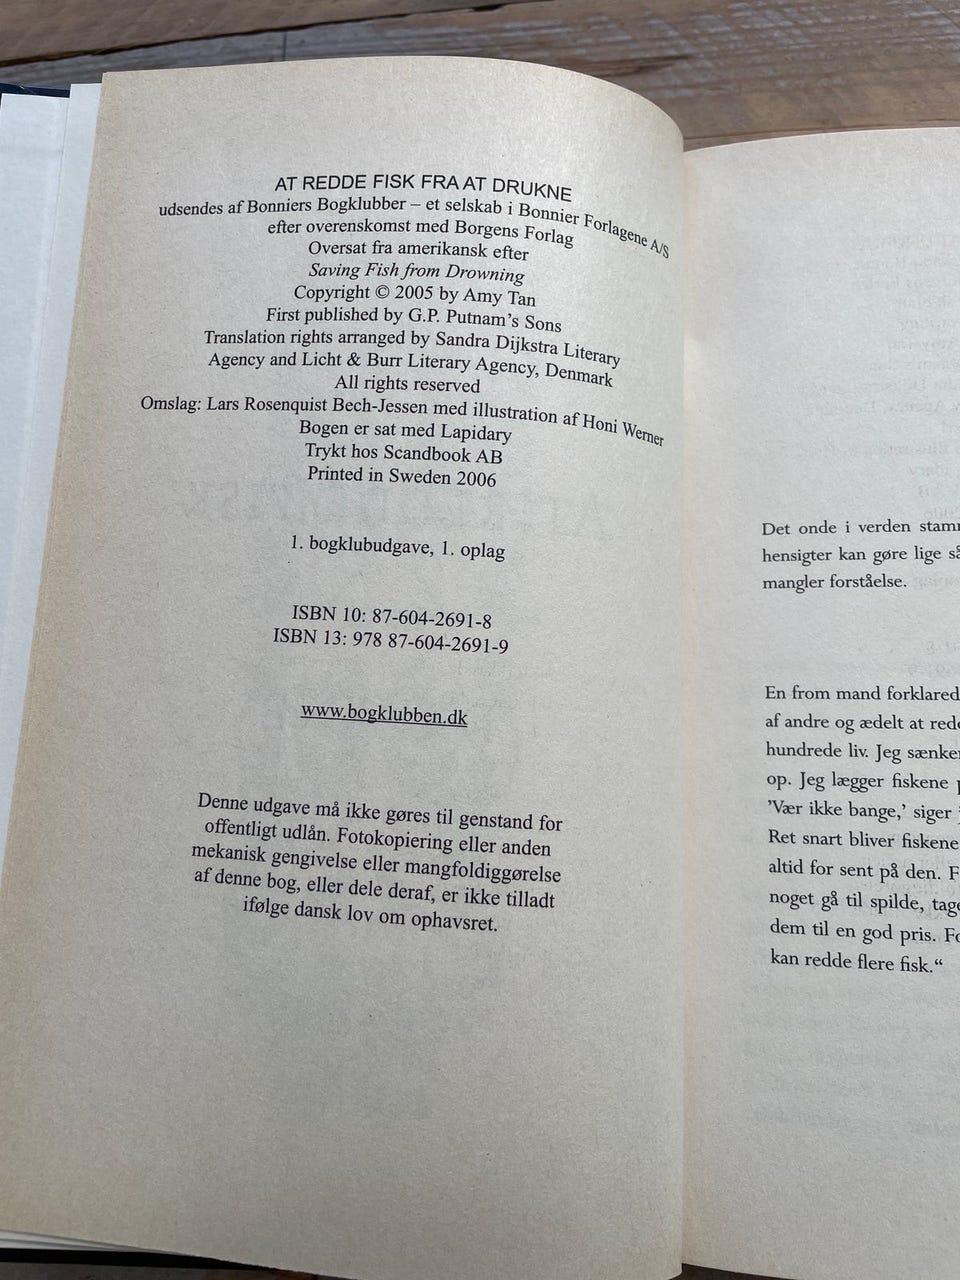 AT REDDE FISK FRA AT DRUKNE
udsendes af Bonniers Bogklubber – et selskab i Bonnier Forlagene A/S
efter overenskomst med Borgens Forlag
Oversat fra amerikansk efter
Saving Fish from Drowning
Copyright © 2005 by Amy Tan
First published by G.P. Putnam's Sons
Translation rights arranged by Sandra Dijkstra Literary
Agency and Licht & Burr Literary Agency, Denmark
All rights reserved
Omslag: Lars Rosenquist Bech-Jessen med illustration af Honi Werner
Bogen er sat med Lapidary
Trykt hos Scandbook AB
Printed in Sweden 2006
1. bogklubudgave, 1. oplag
ISBN 10: 87-604-2691-8
ISBN 13: 978 87-604-2691-9
www.bogklubben.dk
Denne udgave må ikke gøres til genstand for
offentligt udlån. Fotokopiering eller anden
mekanisk gengivelse eller mangfoldiggørelse
af denne bog, eller dele deraf, er ikke tilladt
ifølge dansk lov om ophavsret.
Det onde i verden stamm
hensigter kan gøre lige så
mangler forståelse.
En from mand forklared
af andre og ædelt at rede
hundrede liv. Jeg sænker
op. Jeg lægger fiskene
'Vær ikke bange,' siger
Ret snart bliver fiskene
altid for sent på den. F
noget gå til spilde, tage
dem til en god pris. Fo
kan redde flere fisk.“